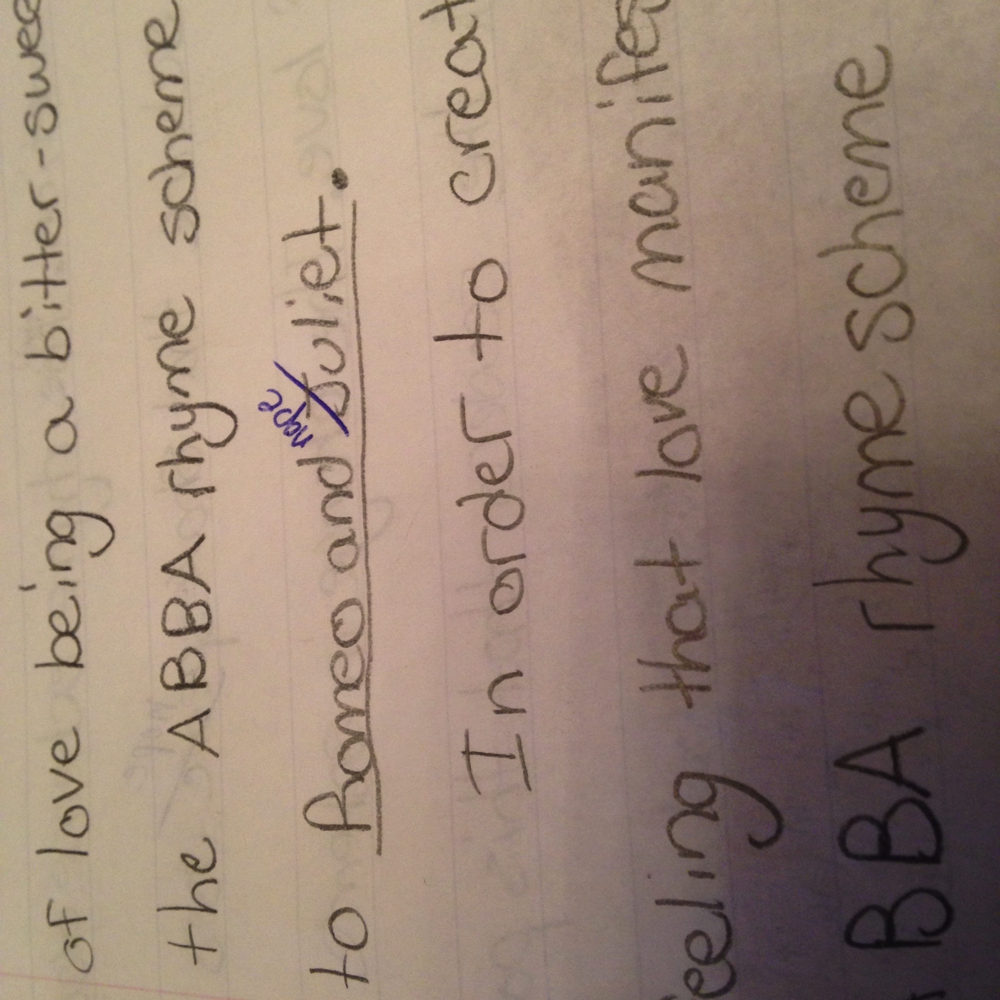 of love being a bitter-swee
the ABBA rhyme scheme
nope
to Romeo and Juliet.
In order to creat
eeling that love manifes
BBA rhyme scheme